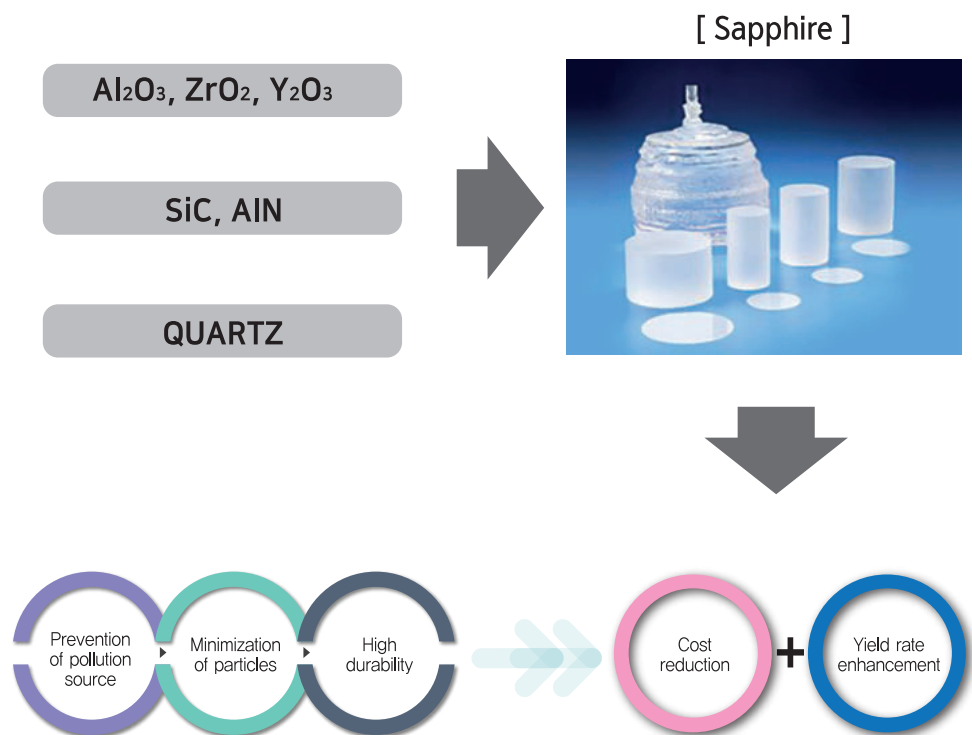 [ Sapphire ]
Al₂O₃, ZrO₂, Y₂O₃
SiC, AlN
QUARTZ
Prevention
of pollution
source
Minimization
of particles
High
durability
Cost
reduction
+
Yield rate
enhancement